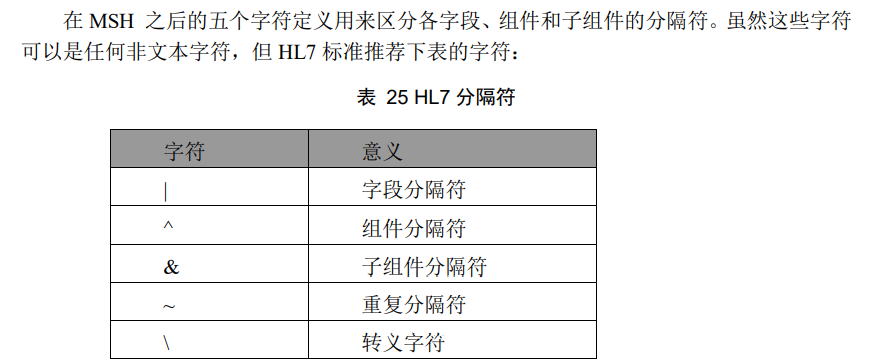 在 MSH 之后的五个字符定义用来区分各字段、组件和子组件的分隔符。虽然这些字符
可以是任何非文本字符，但 HL7 标准推荐下表的字符：
表 25 HL7 分隔符
字符 意义
| 字段分隔符
^ 组件分隔符
& 子组件分隔符
~ 重复分隔符
\ 转义字符